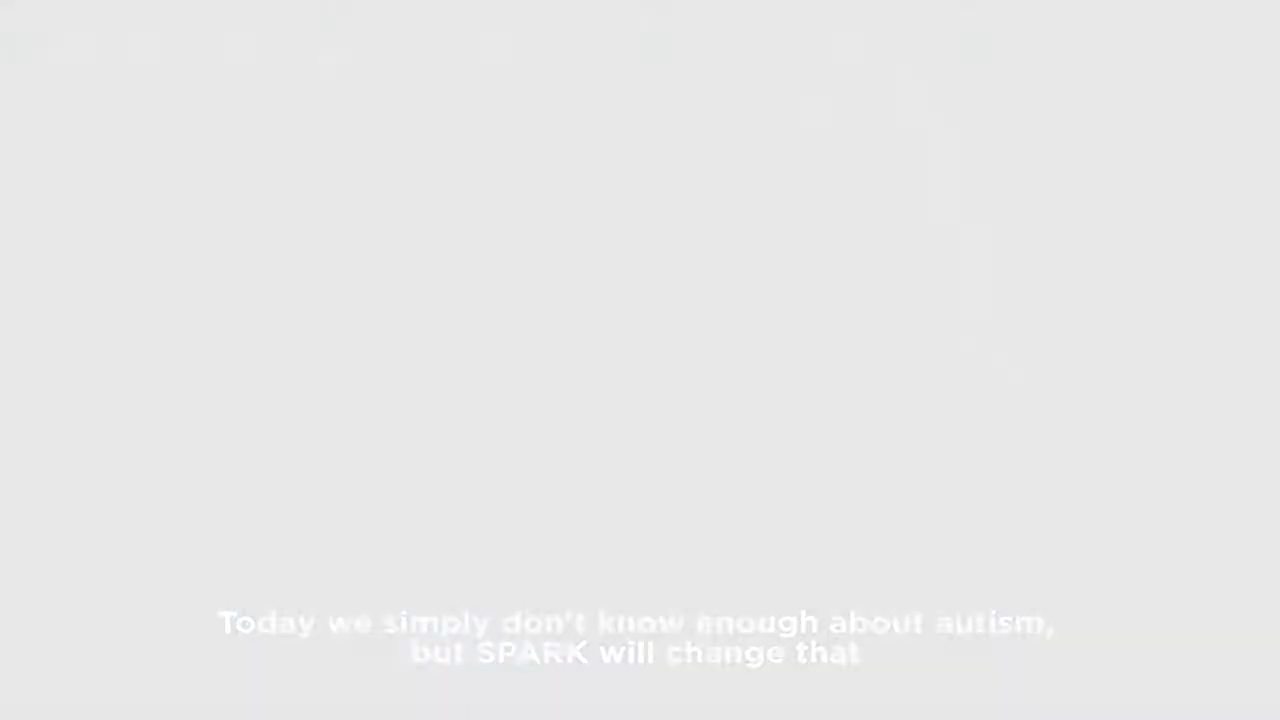 Today we simply don't know enough about autism,
but SPARK will change that